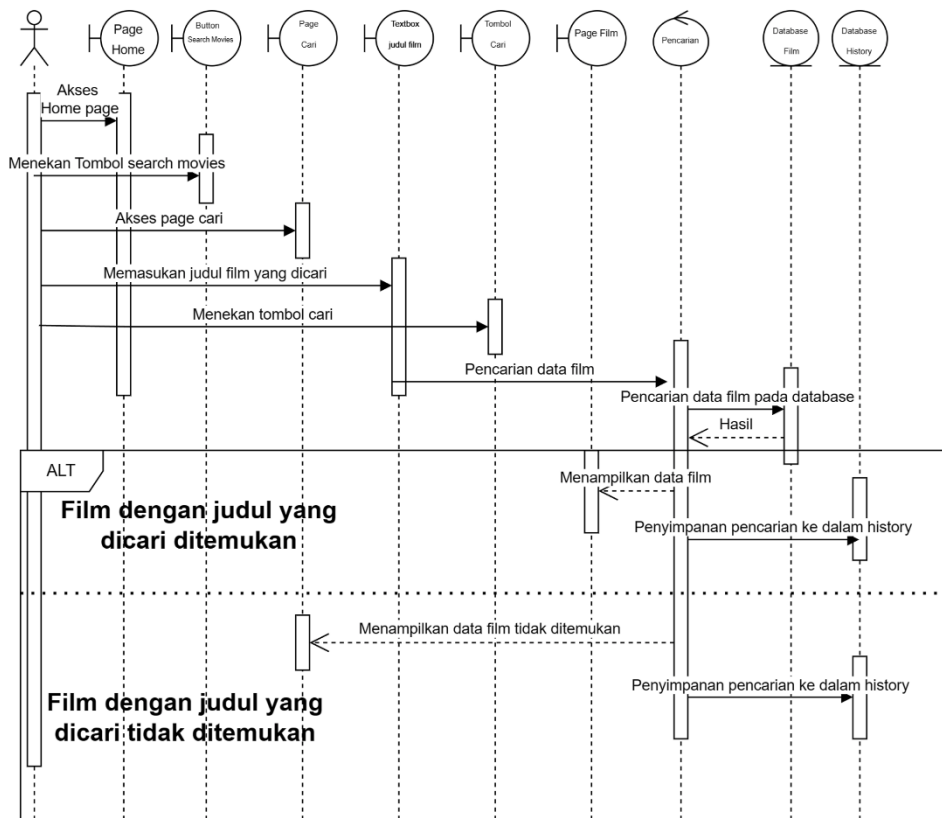 Page
Home
Button
Search Movies
Page
Cari
Textbox
judul film
Tombol
Cari
Page Film
Pencarian
Database
Film
Database
History
Akses
Home page
Menekan Tombol search movies
Akses page cari
Memasukan judul film yang dicari
Menekan tombol cari
Pencarian data film
Pencarian data film pada database
Hasil
ALT
Menampilkan data film
Film dengan judul yang
dicari ditemukan
Penyimpanan pencarian ke dalam history
Menampilkan data film tidak ditemukan
Penyimpanan pencarian ke dalam history
Film dengan judul yang
dicari tidak ditemukan